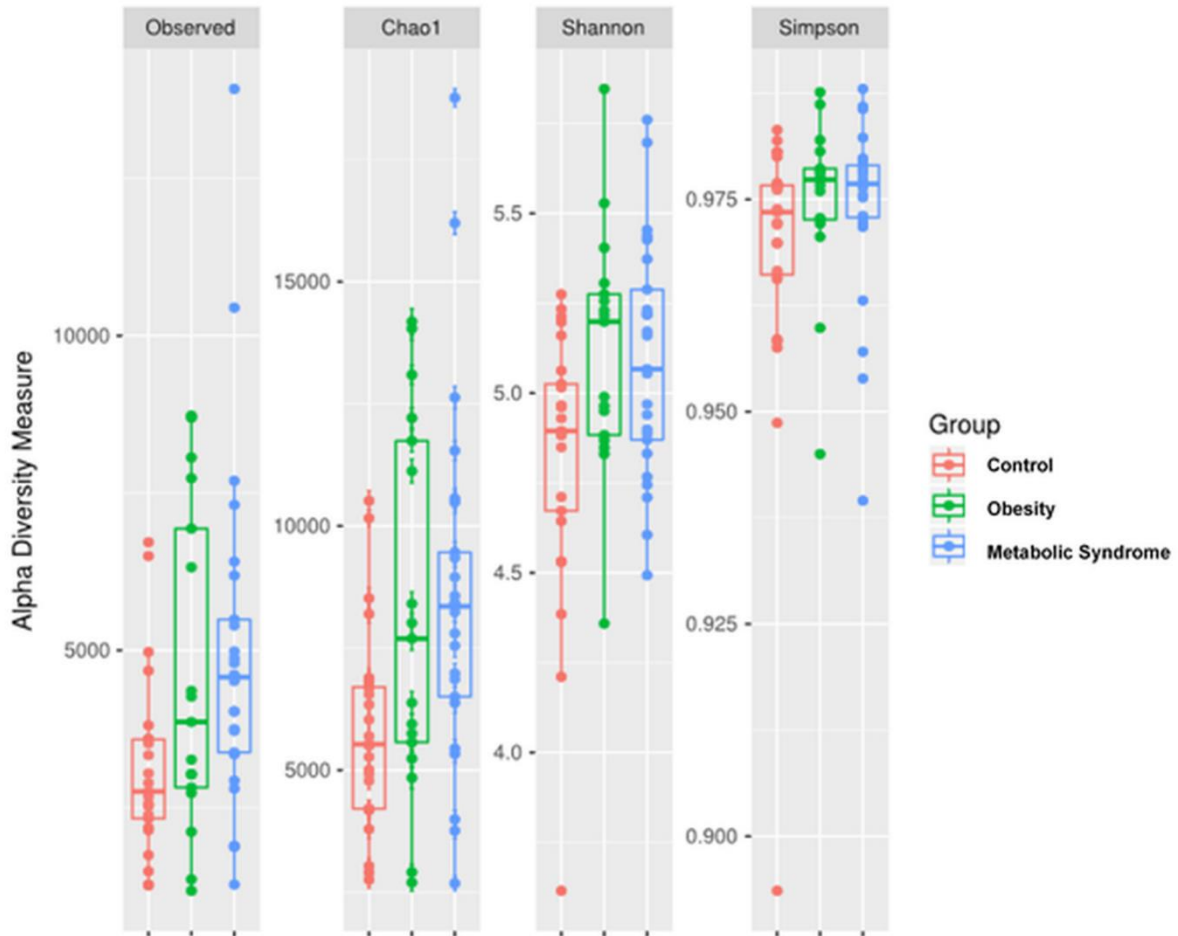 Observed
Chao1
Shannon
Simpson
Alpha Diversity Measure
10000
5000
15000
10000
5000
5.5
5.0
4.5
4.0
0.975
0.950
0.925
0.900
Group
Control
Obesity
Metabolic Syndrome